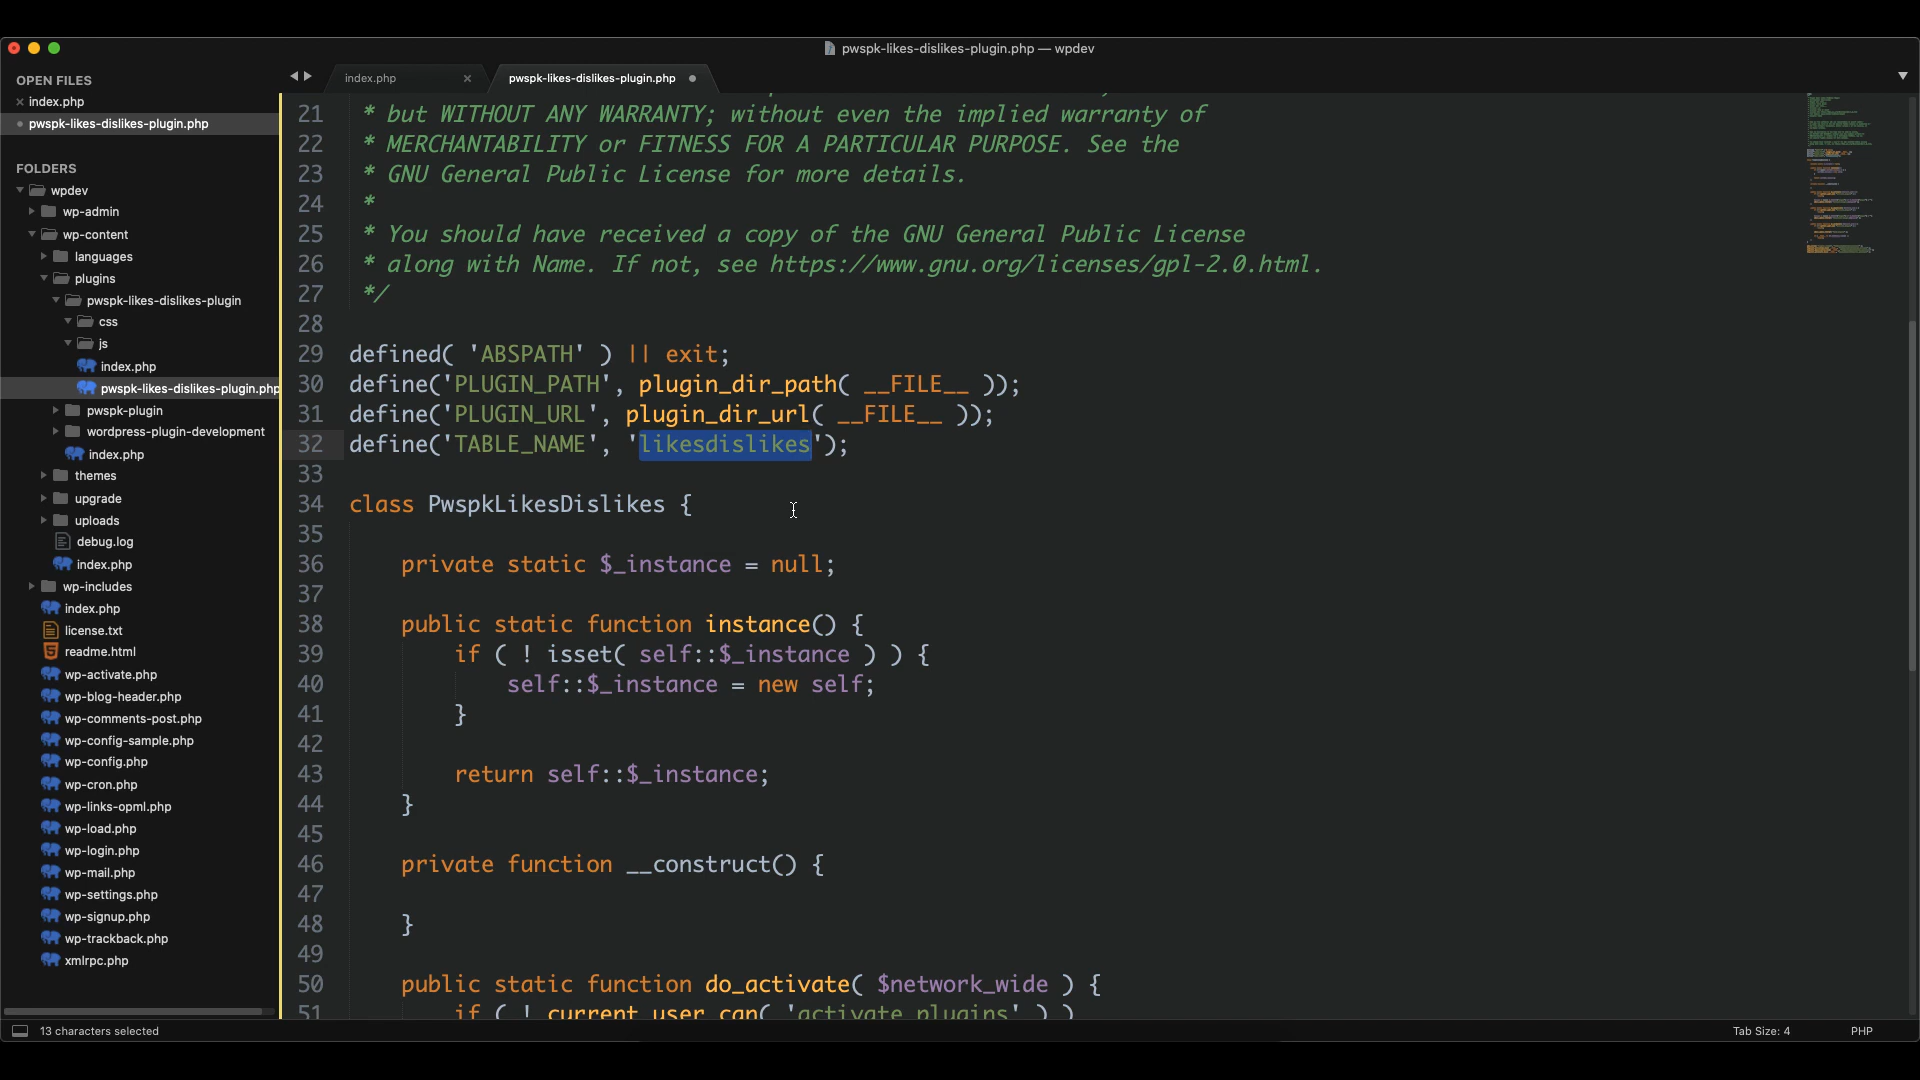 pwspk-likes-dislikes-plugin.php — wpdev
OPEN FILES
index.php
pwspk-likes-dislikes-plugin.php
FOLDERS
wpdev
wp-admin
wp-content
languages
plugins
pwspk-likes-dislikes-plugin
css
js
index.php
pwspk-likes-dislikes-plugin.php
pwspk-plugin
wordpress-plugin-development
index.php
themes
upgrade
uploads
debug.log
index.php
wp-includes
index.php
license.txt
readme.html
wp-activate.php
wp-blog-header.php
wp-comments-post.php
wp-config-sample.php
wp-config.php
wp-cron.php
wp-links-opml.php
wp-load.php
wp-login.php
wp-mail.php
wp-settings.php
wp-signup.php
wp-trackback.php
xmlrpc.php
index.php
pwspk-likes-dislikes-plugin.php
21 * but WITHOUT ANY WARRANTY; without even the implied warranty of
22 * MERCHANTABILITY or FITNESS FOR A PARTICULAR PURPOSE. See the
23 * GNU General Public License for more details.
24 *
25 * You should have received a copy of the GNU General Public License
26 * along with Name. If not, see https://www.gnu.org/licenses/gpl-2.0.html.
27 */
28
29 defined( 'ABSPATH' ) || exit;
30 define('PLUGIN_PATH', plugin_dir_path( __FILE__ ));
31 define('PLUGIN_URL', plugin_dir_url( __FILE__ ));
32 define('TABLE_NAME', 'likesdislikes');
33
34 class PwspkLikesDislikes {
35
36 private static $_instance = null;
37
38 public static function instance() {
39 if ( ! isset( self::$_instance ) ) {
40 self::$_instance = new self;
41 }
42
43 return self::$_instance;
44 }
45
46 private function __construct() {
47
48 }
49
50 public static function do_activate( $network_wide ) {
51 if ( ! current_user_can( 'activate_plugins' ) )
13 characters selected
Tab Size: 4
PHP